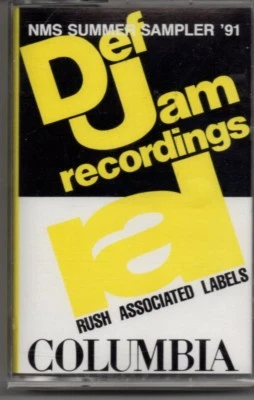 NMS SUMMER SAMPLER '91
Def
Jam
recordings
ral
RUSH ASSOCIATED LABELS
COLUMBIA